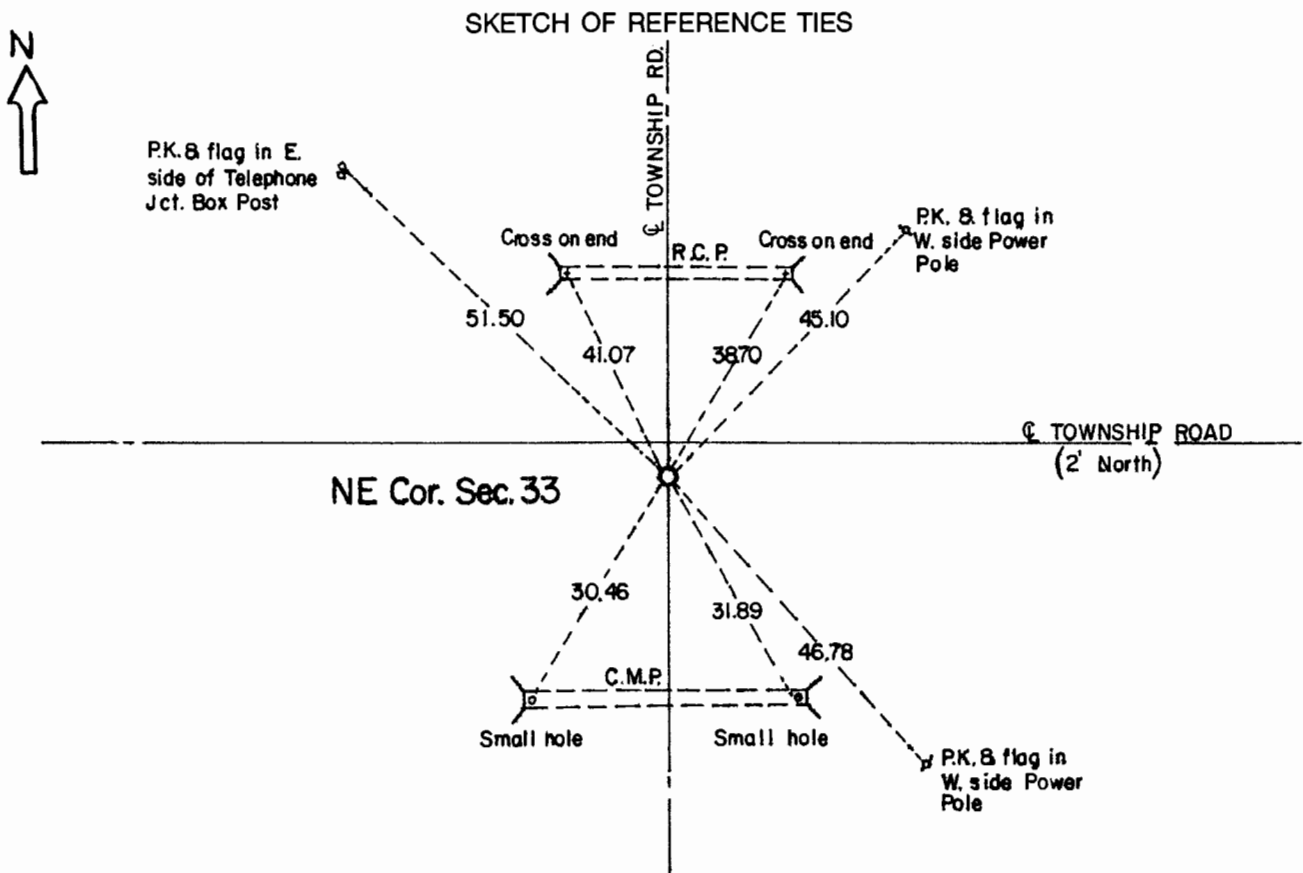 SKETCH OF REFERENCE TIES
N
℄ TOWNSHIP RD.
P.K. & flag in E.
side of Telephone
Jct. Box Post
Cross on end
R.C.P.
Cross on end
P.K. & flag in
W. side Power
Pole
51.50
41.07
38.70
45.10
℄ TOWNSHIP ROAD
(2' North)
NE Cor. Sec. 33
30.46
31.89
46.78
C.M.P.
Small hole
Small hole
P.K. & flag in
W. side Power
Pole